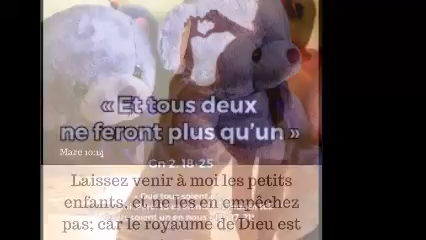 « Et tous deux
ne feront plus qu'un »
Marc 10:14
Gn 2, 18-25
Laissez venir à moi les petits
enfants, et ne les en empêchez
pas; car le royaume de Dieu est